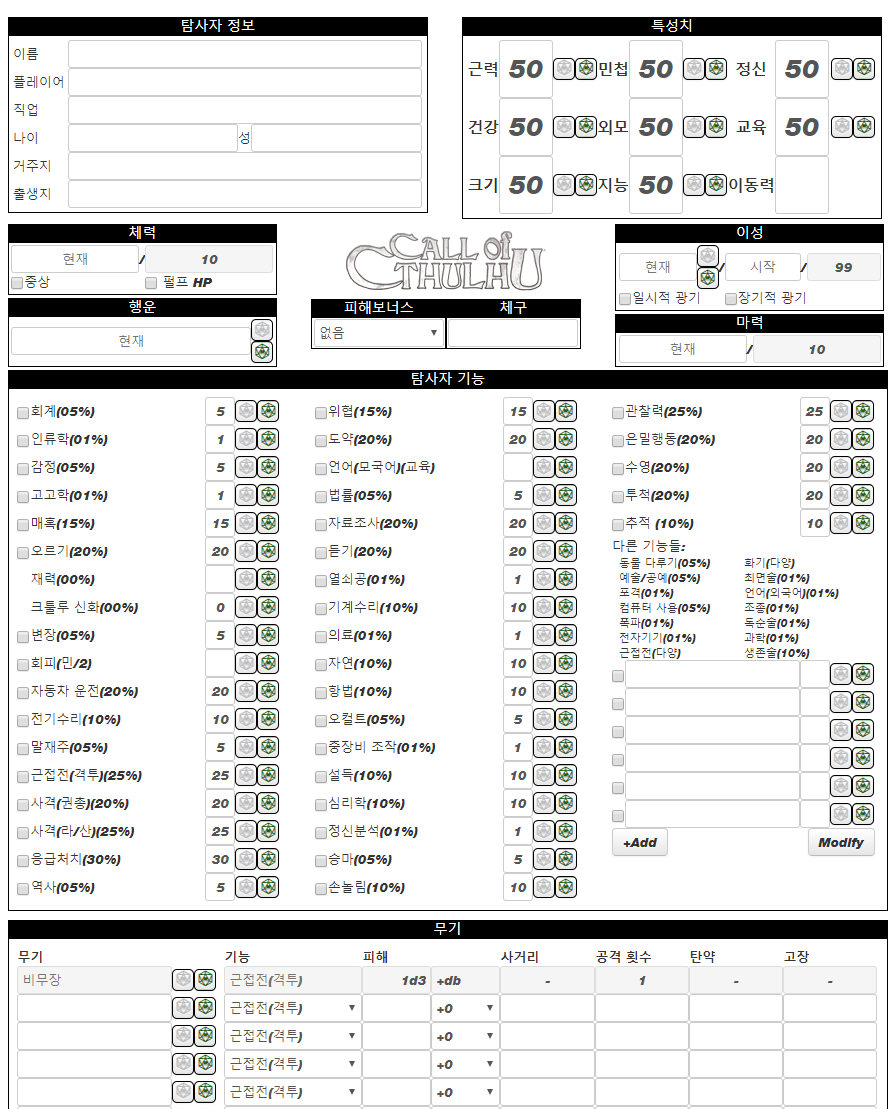 탐사자 정보
이름
플레이어
직업
나이 성
거주지
출생지
특성치
근력 50 민첩 50 정신 50
건강 50 외모 50 교육 50
크기 50 지능 50 이동력
체력
현재 / 10
중상 펄프 HP
행운
현재
CALL of CTHULHU
피해보너스 체구
없음
이성
현재 / 시작 / 99
일시적 광기 장기적 광기
마력
현재 / 10
탐사자 기능
회계(05%) 5
인류학(01%) 1
감정(05%) 5
고고학(01%) 1
매혹(15%) 15
오르기(20%) 20
재력(00%)
크툴루 신화(00%) 0
변장(05%) 5
회피(민/2)
자동차 운전(20%) 20
전기수리(10%) 10
말재주(05%) 5
근접전(격투)(25%) 25
사격(권총)(20%) 20
사격(라/산)(25%) 25
응급처치(30%) 30
역사(05%) 5
위협(15%) 15
도약(20%) 20
언어(모국어)(교육)
법률(05%) 5
자료조사(20%) 20
듣기(20%) 20
열쇠공(01%) 1
기계수리(10%) 10
의료(01%) 1
자연(10%) 10
항법(10%) 10
오컬트(05%) 5
중장비 조작(01%) 1
설득(10%) 10
심리학(10%) 10
정신분석(01%) 1
승마(05%) 5
손놀림(10%) 10
관찰력(25%) 25
은밀행동(20%) 20
수영(20%) 20
투척(20%) 20
추적 (10%) 10
다른 기능들:
동물 다루기(05%) 화기(다양)
예술/공예(05%) 최면술(01%)
포격(01%) 언어(외국어)(01%)
컴퓨터 사용(05%) 조종(01%)
폭파(01%) 독순술(01%)
전자기기(01%) 과학(01%)
근접전(다양) 생존술(10%)
+Add Modify
무기
무기 기능 피해 사거리 공격 횟수 탄약 고장
비무장 근접전(격투) 1d3 +db - 1 - -
근접전(격투) +0
근접전(격투) +0
근접전(격투) +0
근접전(격투) +0